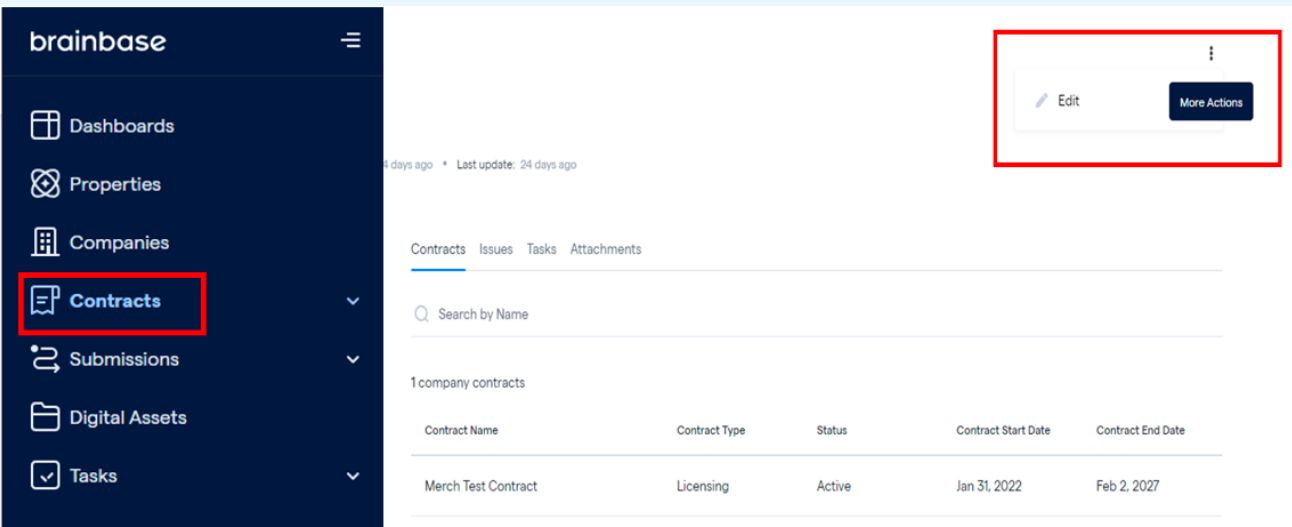 brainbase
Dashboards
Properties
Companies
Contracts
Submissions
Digital Assets
Tasks
Edit
More Actions
4 days ago • Last update: 24 days ago
Contracts Issues Tasks Attachments
Search by Name
1 company contracts
Contract Name Contract Type Status Contract Start Date Contract End Date
Merch Test Contract Licensing Active Jan 31, 2022 Feb 2, 2027